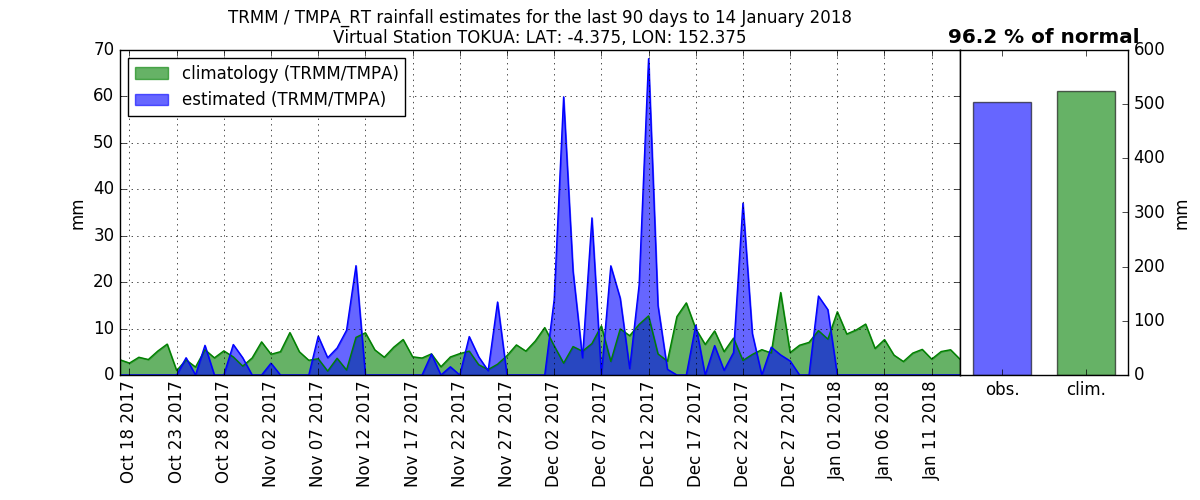 TRMM / TMPA_RT rainfall estimates for the last 90 days to 14 January 2018
Virtual Station TOKUA: LAT: -4.375, LON: 152.375
96.2 % of normal
climatology (TRMM/TMPA)
estimated (TRMM/TMPA)
70
60
50
40
30
20
10
0
mm
600
500
400
300
200
100
0
mm
Oct 18 2017
Oct 23 2017
Oct 28 2017
Nov 02 2017
Nov 07 2017
Nov 12 2017
Nov 17 2017
Nov 22 2017
Nov 27 2017
Dec 02 2017
Dec 07 2017
Dec 12 2017
Dec 17 2017
Dec 22 2017
Dec 27 2017
Jan 01 2018
Jan 06 2018
Jan 11 2018
obs.
clim.